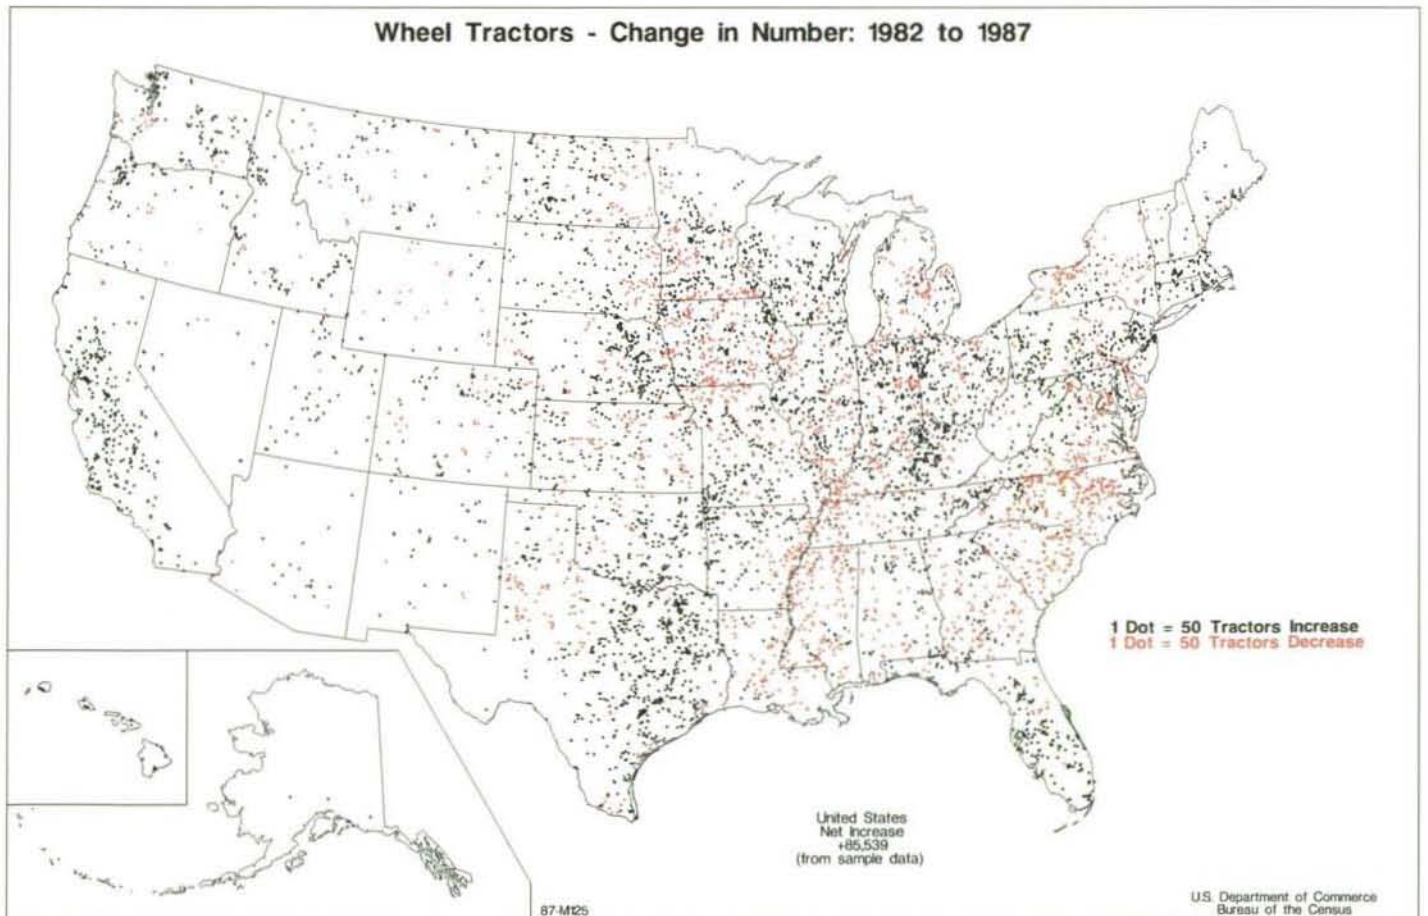 Wheel Tractors - Change in Number: 1982 to 1987
1 Dot = 50 Tractors Increase
1 Dot = 50 Tractors Decrease
United States
Net Increase
+85,539
(from sample data)
87-M125
U.S. Department of Commerce
Bureau of the Census